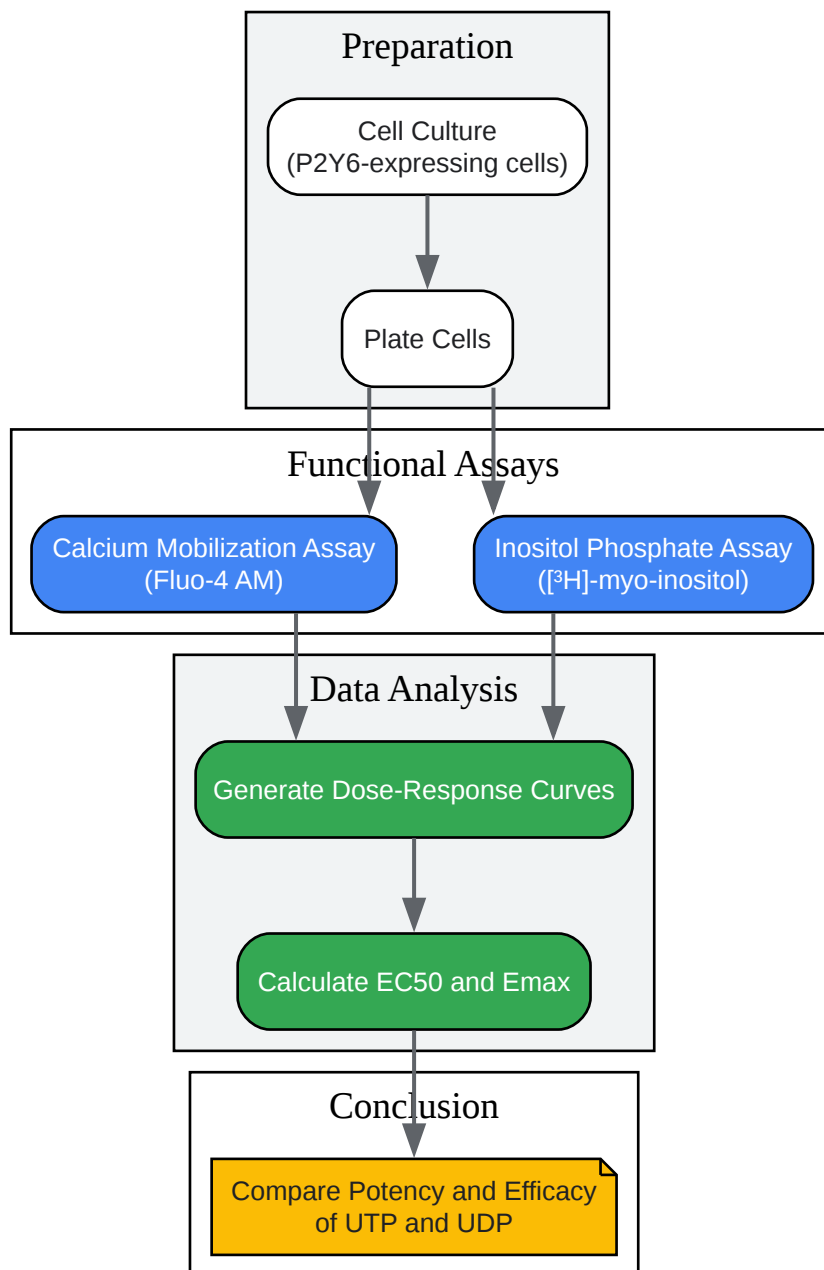 Preparation
Cell Culture
(P2Y6-expressing cells)
Plate Cells
Functional Assays
Calcium Mobilization Assay
(Fluo-4 AM)
Inositol Phosphate Assay
([³H]-myo-inositol)
Data Analysis
Generate Dose-Response Curves
Calculate EC50 and Emax
Conclusion
Compare Potency and Efficacy
of UTP and UDP